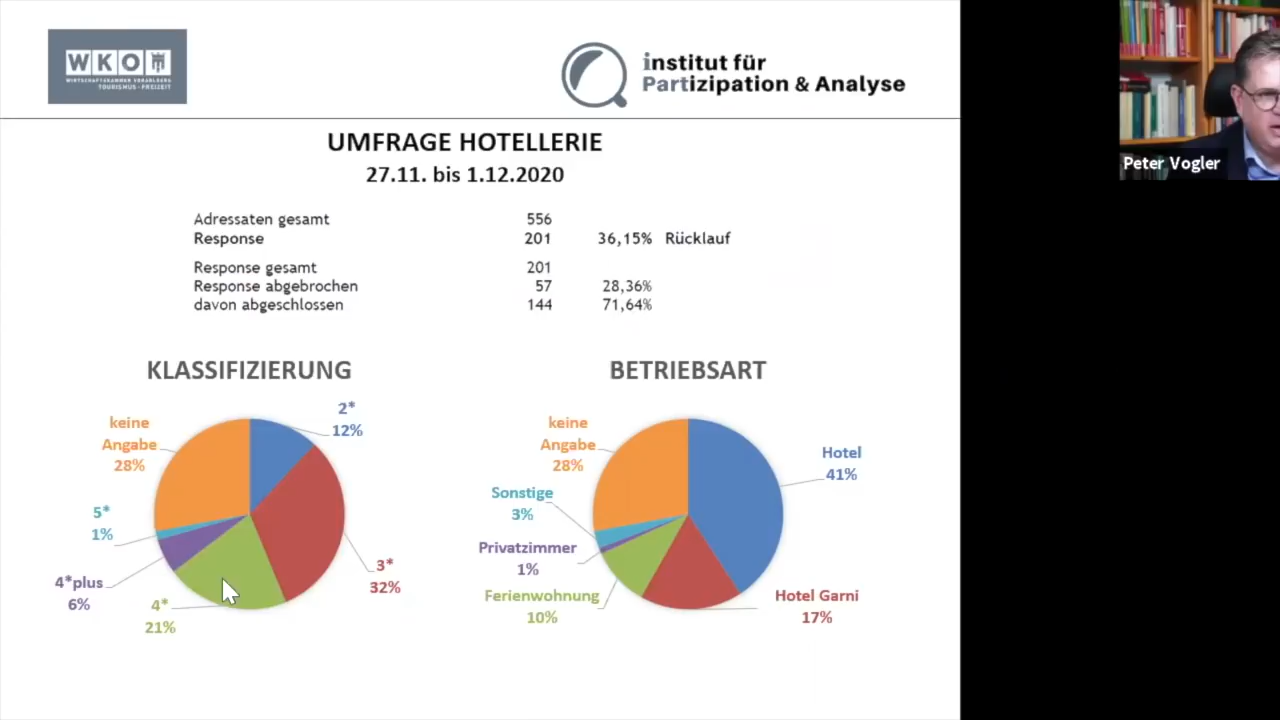 WKO
WIRTSCHAFTSKAMMER VORARLBERG
TOURISMUS · FREIZEIT
institut für
Partizipation & Analyse
Peter Vogler
UMFRAGE HOTELLERIE
27.11. bis 1.12.2020
Adressaten gesamt 556
Response 201 36,15% Rücklauf
Response gesamt 201
Response abgebrochen 57 28,36%
davon abgeschlossen 144 71,64%
KLASSIFIZIERUNG
2*
12%
3*
32%
4*
21%
4*plus
6%
5*
1%
keine
Angabe
28%
BETRIEBSART
Hotel
41%
Hotel Garni
17%
Ferienwohnung
10%
Privatzimmer
1%
Sonstige
3%
keine
Angabe
28%